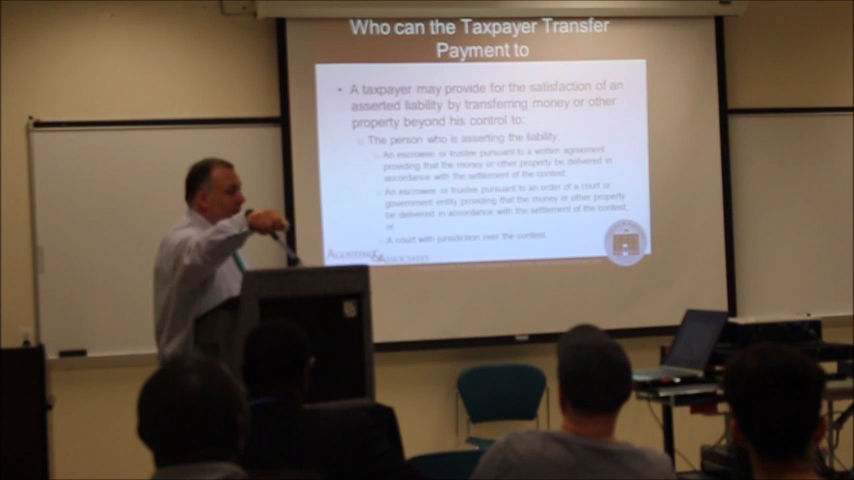 Who can the Taxpayer Transfer
Payment to
• A taxpayer may provide for the satisfaction of an
asserted liability by transferring money or other
property beyond his control to:
The person who is asserting the liability;
An escrowee or trustee pursuant to a written agreement
providing that the money or other property be delivered in
accordance with the settlement of the contest;
An escrowee or trustee pursuant to an order of a court or
government entity providing that the money or other property
be delivered in accordance with the settlement of the contest;
or
A court with jurisdiction over the contest.
AGOSTINO & ASSOCIATES